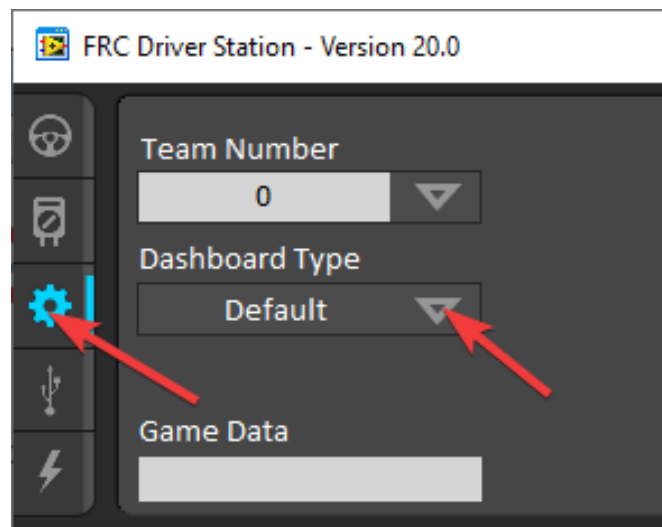 FRC Driver Station - Version 20.0
Team Number
0
Dashboard Type
Default
Game Data